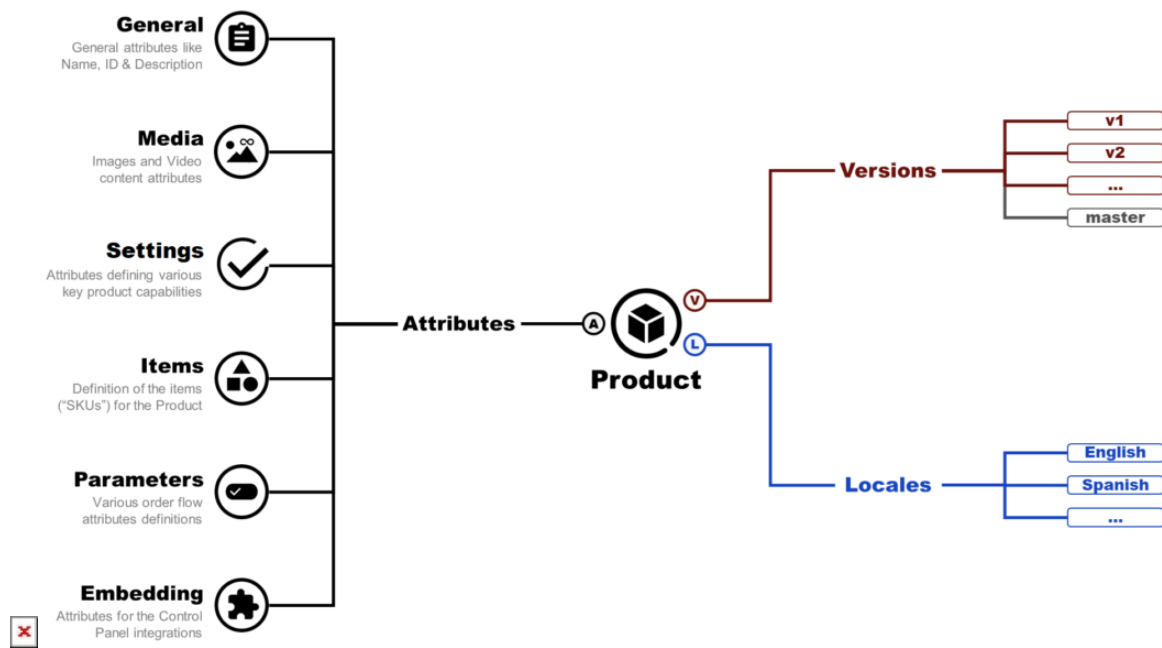 General
General attributes like
Name, ID & Description
Media
Images and Video
content attributes
Settings
Attributes defining various
key product capabilities
Items
Definition of the items
(“SKUs”) for the Product
Parameters
Various order flow
attributes definitions
Embedding
Attributes for the Control
Panel integrations
Attributes
A
Product
V
L
Versions
v1
v2
...
master
Locales
English
Spanish
...